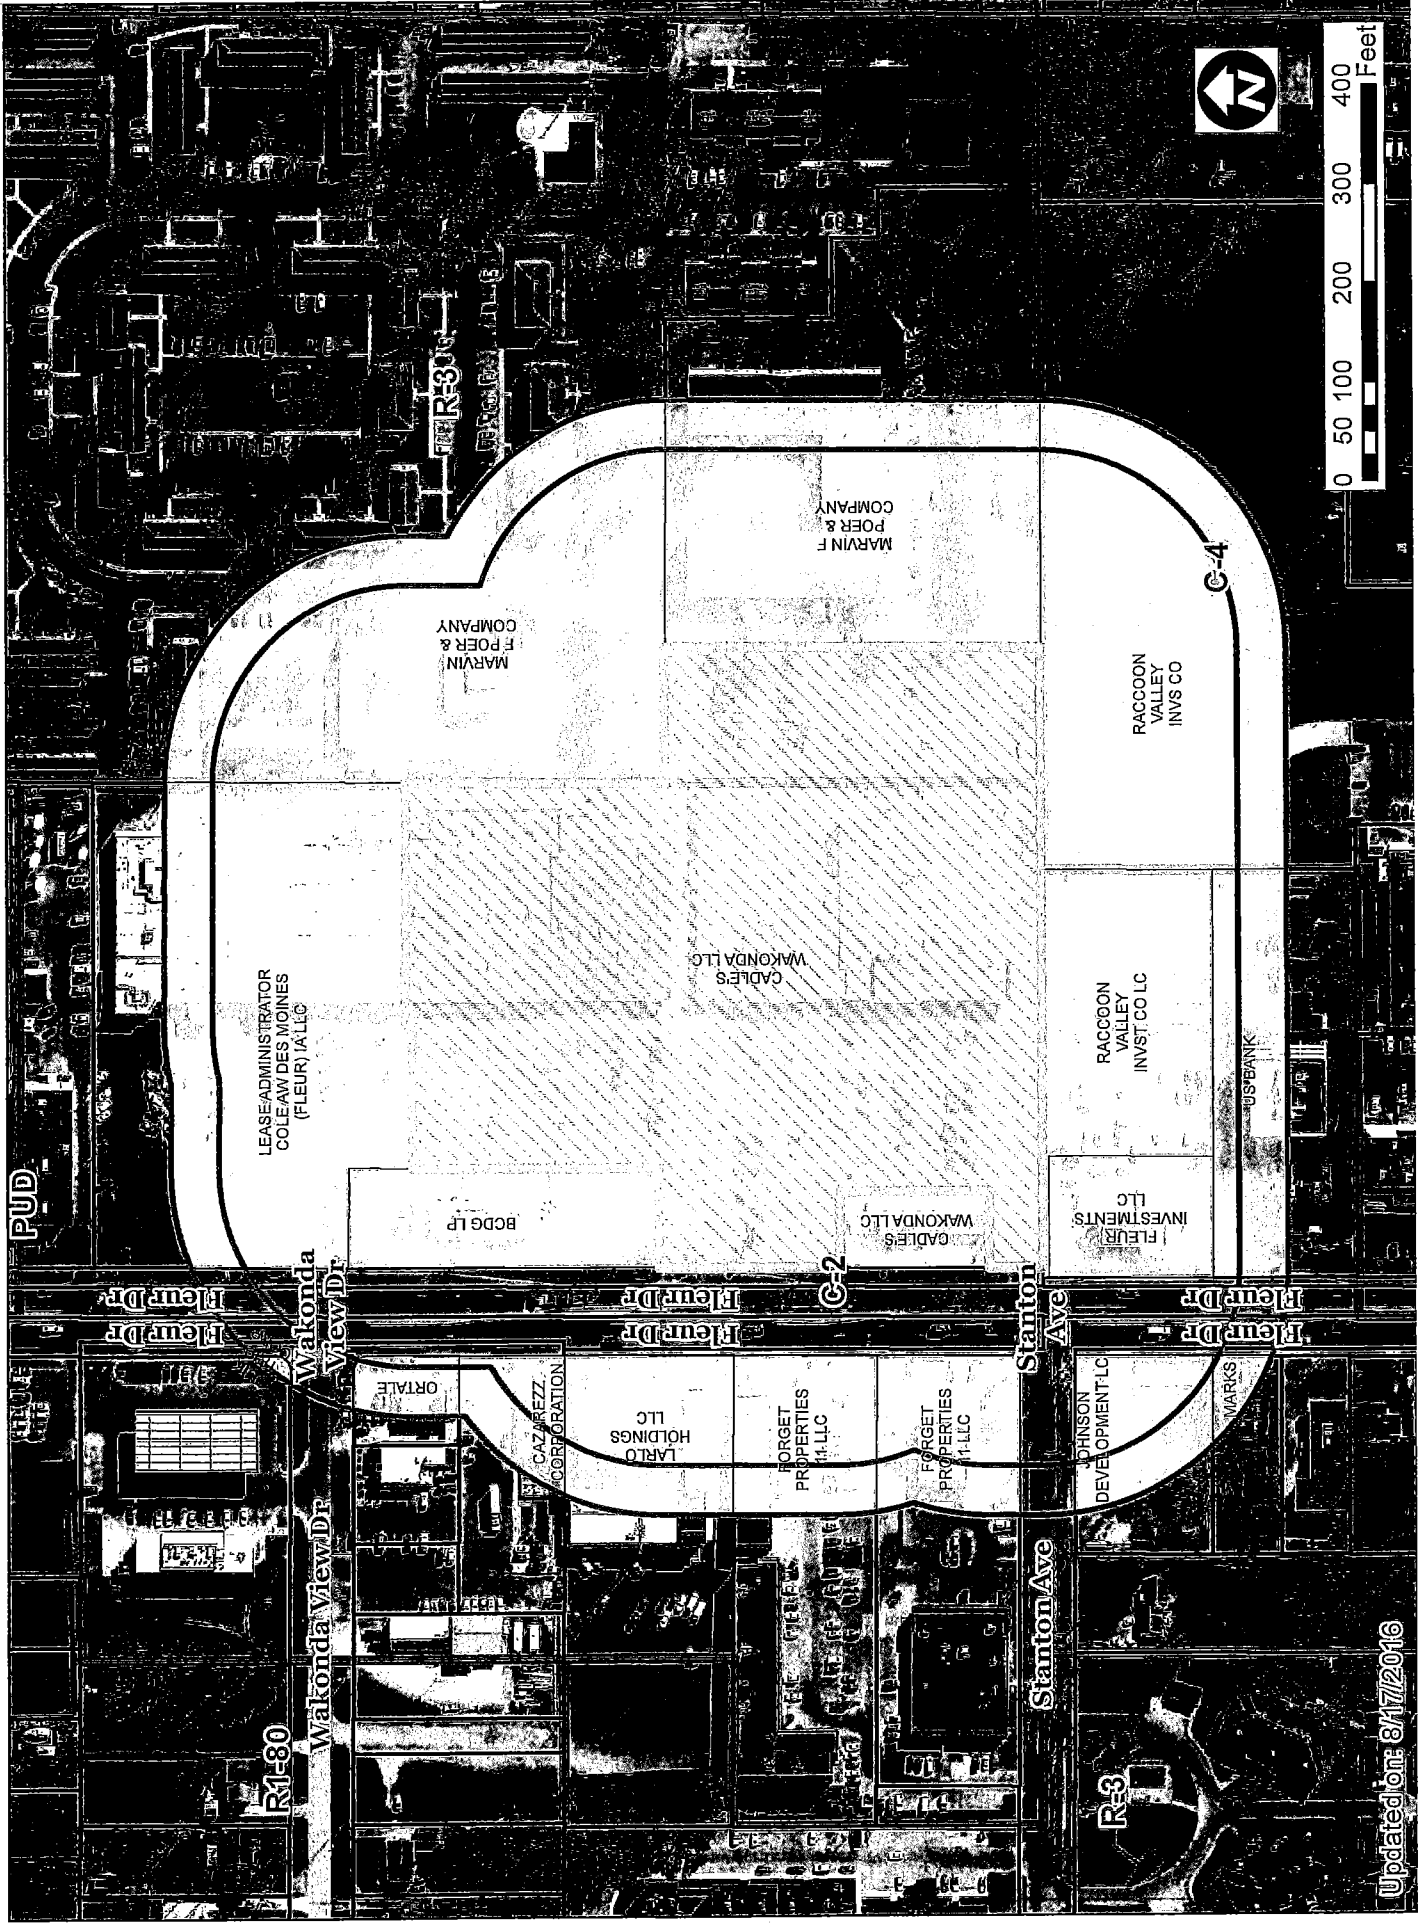 PUD
R-3
Fleur Dr
Fleur Dr
Fleur Dr
Fleur Dr
Fleur Dr
Fleur Dr
Wakonda
View Dr
Wakonda View Dr
R1-80
LEASE ADMINISTRATOR
COLE AW DES MOINES
(FLEUR) IA LLC
MARVIN
F POER &
COMPANY
MARVIN F
POER &
COMPANY
BCDG LP
CADLE'S
WAKONDA LLC
CADLE'S
WAKONDA LLC
C-2
C-4
ORTALE
CAZAREZZ
CORPORATION
LARLO
HOLDINGS
LLC
FORGET
PROPERTIES
11 LLC
FORGET
PROPERTIES
11 LLC
Stanton
Ave
Stanton Ave
JOHNSON
DEVELOPMENT LC
MARKS
FLEUR
INVESTMENTS
LLC
RACCOON
VALLEY
INVST CO LC
RACCOON
VALLEY
INVS CO
US BANK
R-3
N
0 50 100 200 300 400
Feet
Updated on: 8/17/2016